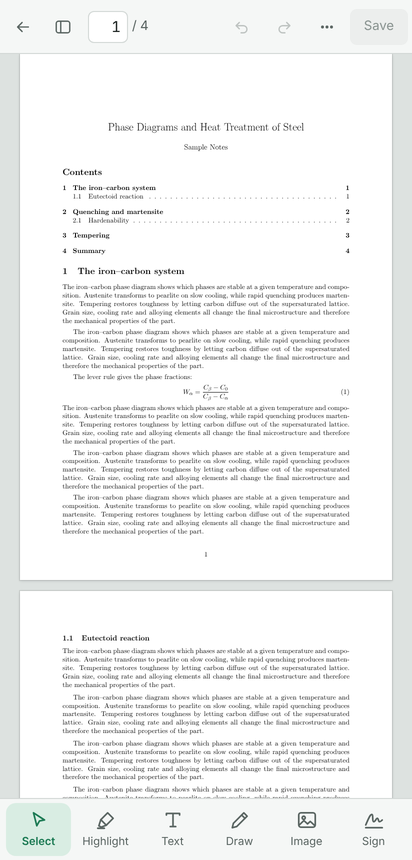 1 / 4
Save
Phase Diagrams and Heat Treatment of Steel
Sample Notes
Contents
1 The iron–carbon system 1
1.1 Eutectoid reaction . . . . . . . . . . . . . . . . . . . . . . . . . . . . . . 1
2 Quenching and martensite 2
2.1 Hardenability . . . . . . . . . . . . . . . . . . . . . . . . . . . . . . . . 2
3 Tempering 3
4 Summary 4
1 The iron–carbon system
The iron–carbon phase diagram shows which phases are stable at a given temperature and compo-
sition. Austenite transforms to pearlite on slow cooling, while rapid quenching produces marten-
site. Tempering restores toughness by letting carbon diffuse out of the supersaturated lattice.
Grain size, cooling rate and alloying elements all change the final microstructure and therefore
the mechanical properties of the part.
The iron–carbon phase diagram shows which phases are stable at a given temperature and
composition. Austenite transforms to pearlite on slow cooling, while rapid quenching produces
martensite. Tempering restores toughness by letting carbon diffuse out of the supersaturated
lattice. Grain size, cooling rate and alloying elements all change the final microstructure and
therefore the mechanical properties of the part.
The lever rule gives the phase fractions:
Wα = (Cβ − C0) / (Cβ − Cα) (1)
The iron–carbon phase diagram shows which phases are stable at a given temperature and compo-
sition. Austenite transforms to pearlite on slow cooling, while rapid quenching produces marten-
site. Tempering restores toughness by letting carbon diffuse out of the supersaturated lattice.
Grain size, cooling rate and alloying elements all change the final microstructure and therefore
the mechanical properties of the part.
The iron–carbon phase diagram shows which phases are stable at a given temperature and
composition. Austenite transforms to pearlite on slow cooling, while rapid quenching produces
martensite. Tempering restores toughness by letting carbon diffuse out of the supersaturated
lattice. Grain size, cooling rate and alloying elements all change the final microstructure and
therefore the mechanical properties of the part.
The iron–carbon phase diagram shows which phases are stable at a given temperature and
composition. Austenite transforms to pearlite on slow cooling, while rapid quenching produces
martensite. Tempering restores toughness by letting carbon diffuse out of the supersaturated
lattice. Grain size, cooling rate and alloying elements all change the final microstructure and
therefore the mechanical properties of the part.
1
1.1 Eutectoid reaction
The iron–carbon phase diagram shows which phases are stable at a given temperature and compo-
sition. Austenite transforms to pearlite on slow cooling, while rapid quenching produces marten-
site. Tempering restores toughness by letting carbon diffuse out of the supersaturated lattice.
Grain size, cooling rate and alloying elements all change the final microstructure and therefore
the mechanical properties of the part.
The iron–carbon phase diagram shows which phases are stable at a given temperature and
composition. Austenite transforms to pearlite on slow cooling, while rapid quenching produces
martensite. Tempering restores toughness by letting carbon diffuse out of the supersaturated
lattice. Grain size, cooling rate and alloying elements all change the final microstructure and
therefore the mechanical properties of the part.
The iron–carbon phase diagram shows which phases are stable at a given temperature and
composition. Austenite transforms to pearlite on slow cooling, while rapid quenching produces
martensite. Tempering restores toughness by letting carbon diffuse out of the supersaturated
lattice. Grain size, cooling rate and alloying elements all change the final microstructure and
therefore the mechanical properties of the part.
The iron–carbon phase diagram shows which phases are stable at a given temperature and
Select
Highlight
Text
Draw
Image
Sign